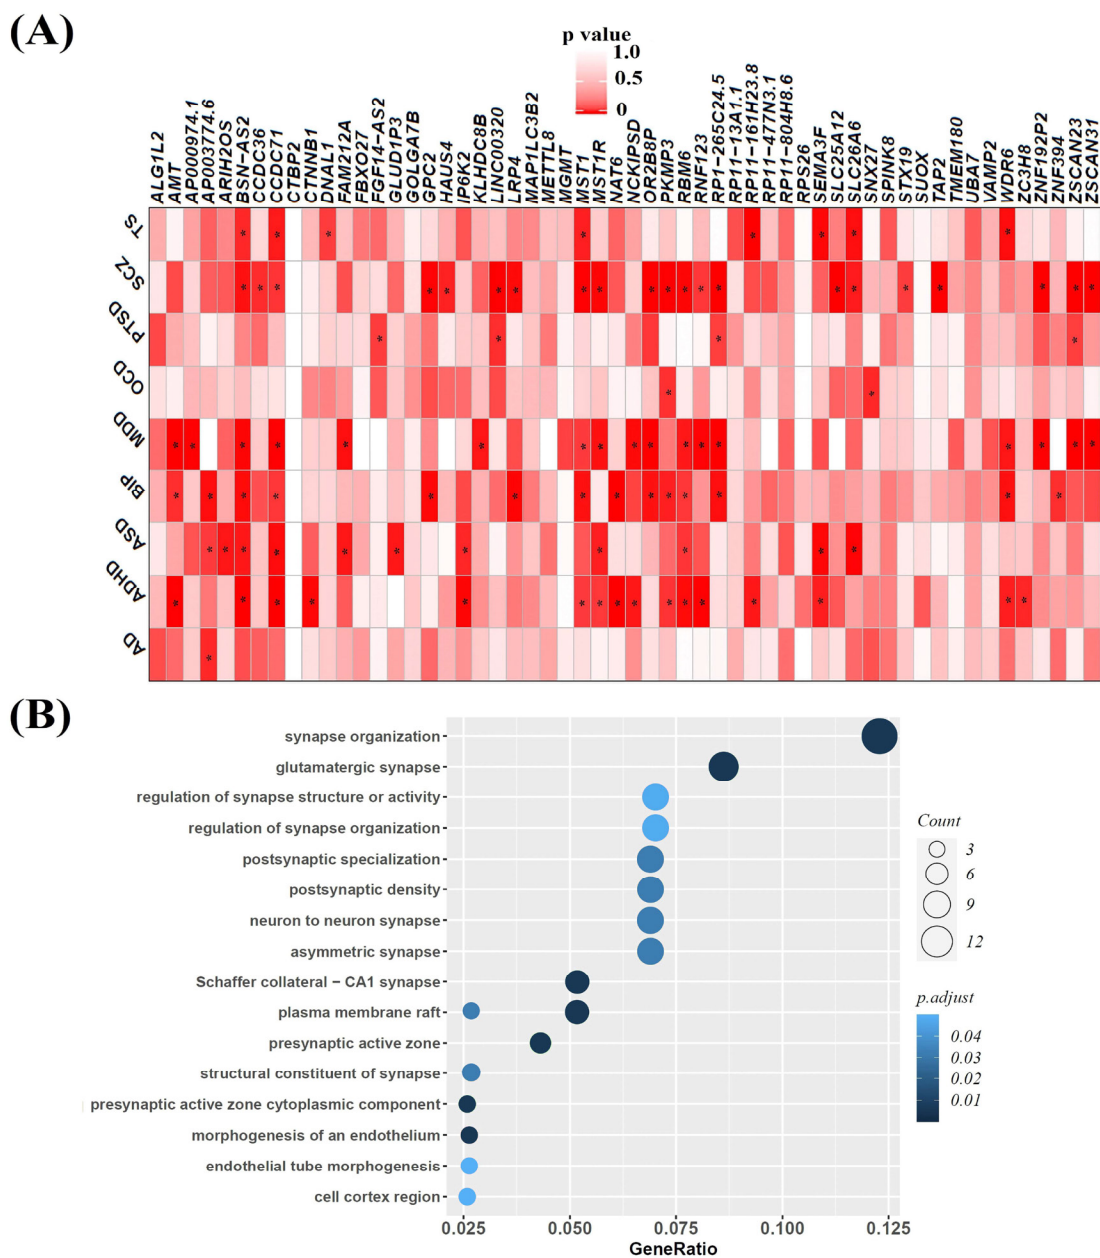 (A)
p value
1.0
0.5
0
ALG1L2
AMT
AP000974.1
AP003774.6
ARIH2OS
BSN-AS2
CCDC36
CCDC71
CTBP2
CTNNB1
DNAL1
FAM212A
FBXO27
FGF14-AS2
GLUD1P3
GOLGA7B
GPC2
HAUS4
IP6K2
KLHDC8B
LINC00320
LRP4
MAP1LC3B2
METTL8
MGMT
MST1
MST1R
NAT6
NCKIPSD
OR2B8P
PKMP3
RBM6
RNF123
RP1-265C24.5
RP11-13A1.1
RP11-161H23.8
RP11-477N3.1
RP11-804H8.6
RPS26
SEMA3F
SLC25A12
SLC26A6
SNX27
SPINK8
STX19
SUOX
TAP2
TMEM180
UBA7
VAMP2
WDR6
ZC3H8
ZNF192P2
ZNF394
ZSCAN23
ZSCAN31
TS
SCZ
PTSD
OCD
MDD
BIP
ASD
ADHD
AD
(B)
synapse organization
glutamatergic synapse
regulation of synapse structure or activity
regulation of synapse organization
postsynaptic specialization
postsynaptic density
neuron to neuron synapse
asymmetric synapse
Schaffer collateral − CA1 synapse
plasma membrane raft
presynaptic active zone
structural constituent of synapse
presynaptic active zone cytoplasmic component
morphogenesis of an endothelium
endothelial tube morphogenesis
cell cortex region
0.025
0.050
0.075
0.100
0.125
GeneRatio
Count
3
6
9
12
p.adjust
0.04
0.03
0.02
0.01